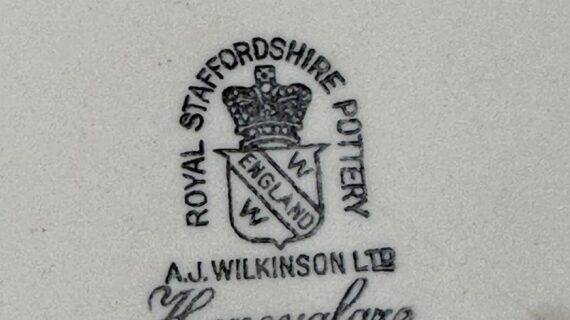 ROYAL STAFFORDSHIRE POTTERY
W
ENGLAND
W
A.J. WILKINSON LTD